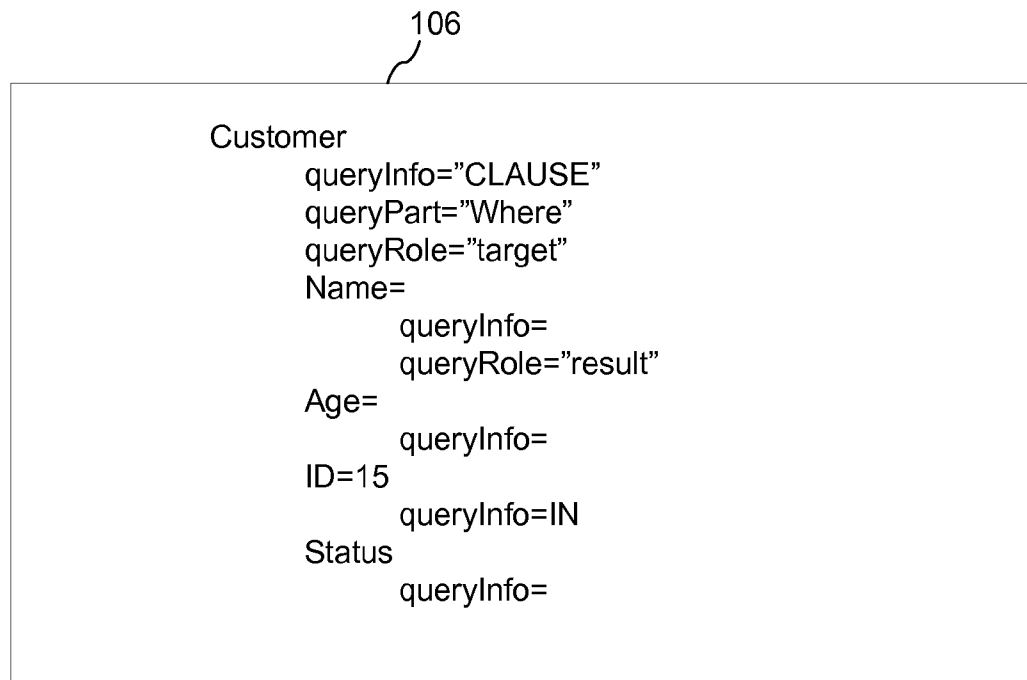 106
Customer
queryInfo=”CLAUSE”
queryPart=”Where”
queryRole=”target”
Name=
queryInfo=
queryRole=”result”
Age=
queryInfo=
ID=15
queryInfo=IN
Status
queryInfo=